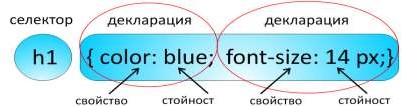 селектор декларация декларация
h1 { color: blue; font-size: 14 px;}
свойство стойност свойство стойност